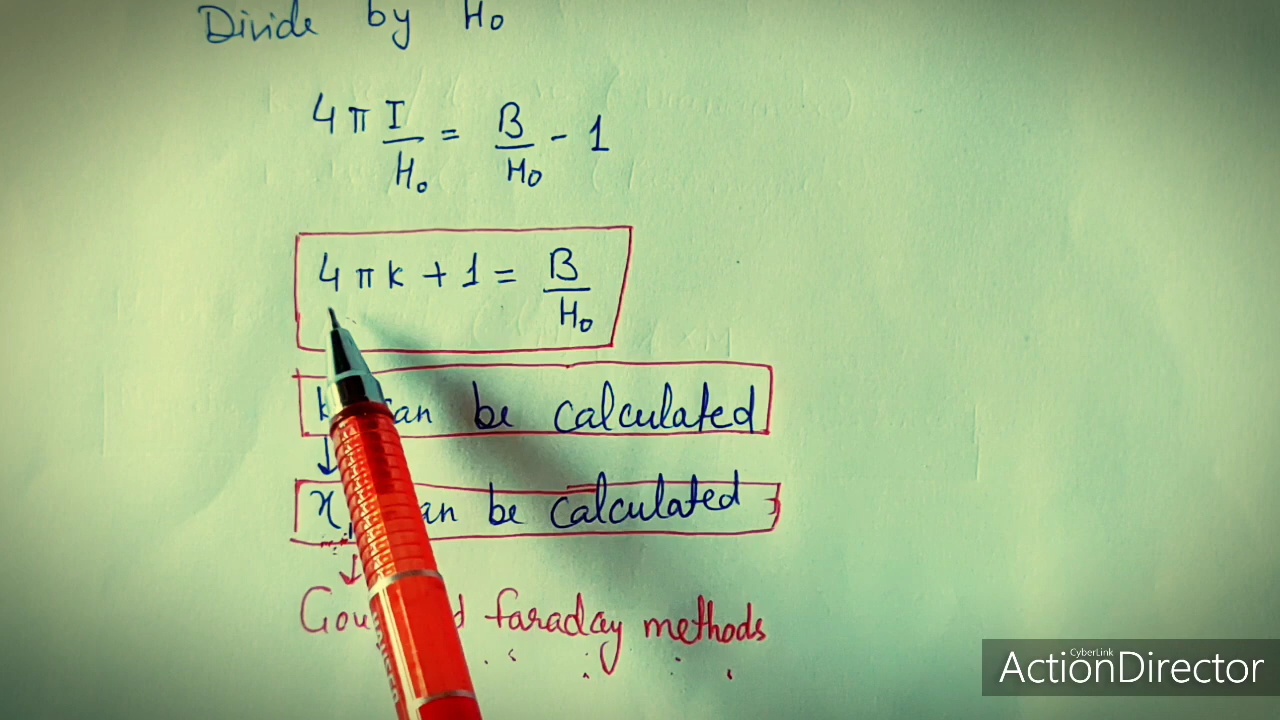 Divide by H₀
4π I/H₀ = B/H₀ - 1
4πk + 1 = B/H₀
k can be calculated
χ can be calculated
faraday methods
CyberLink
ActionDirector